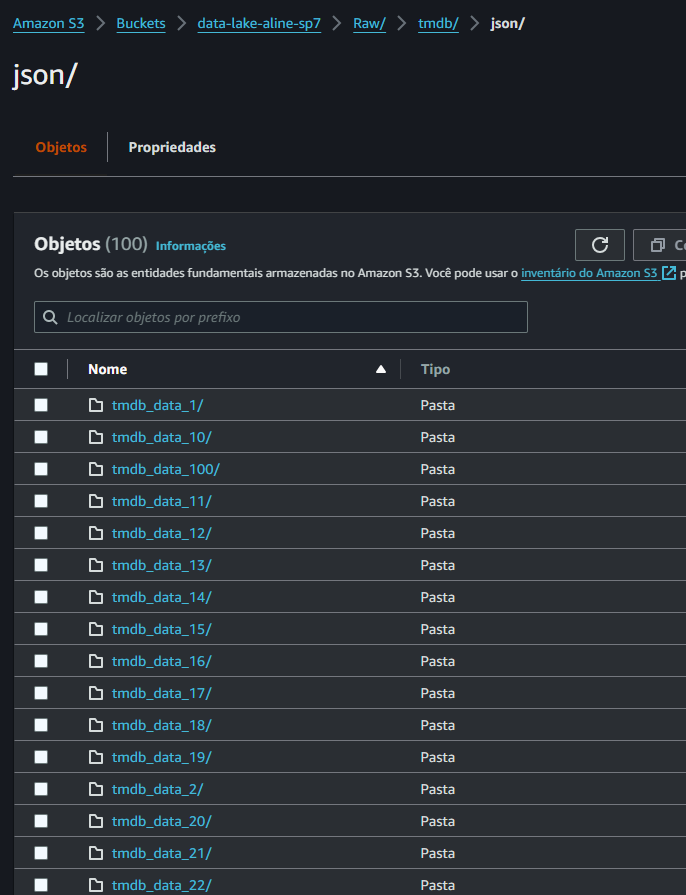 Amazon S3 > Buckets > data-lake-aline-sp7 > Raw/ > tmdb/ > json/
json/
Objetos Propriedades
Objetos (100) Informações
Os objetos são as entidades fundamentais armazenadas no Amazon S3. Você pode usar o inventário do Amazon S3
Localizar objetos por prefixo
Nome Tipo
tmdb_data_1/ Pasta
tmdb_data_10/ Pasta
tmdb_data_100/ Pasta
tmdb_data_11/ Pasta
tmdb_data_12/ Pasta
tmdb_data_13/ Pasta
tmdb_data_14/ Pasta
tmdb_data_15/ Pasta
tmdb_data_16/ Pasta
tmdb_data_17/ Pasta
tmdb_data_18/ Pasta
tmdb_data_19/ Pasta
tmdb_data_2/ Pasta
tmdb_data_20/ Pasta
tmdb_data_21/ Pasta
tmdb_data_22/ Pasta